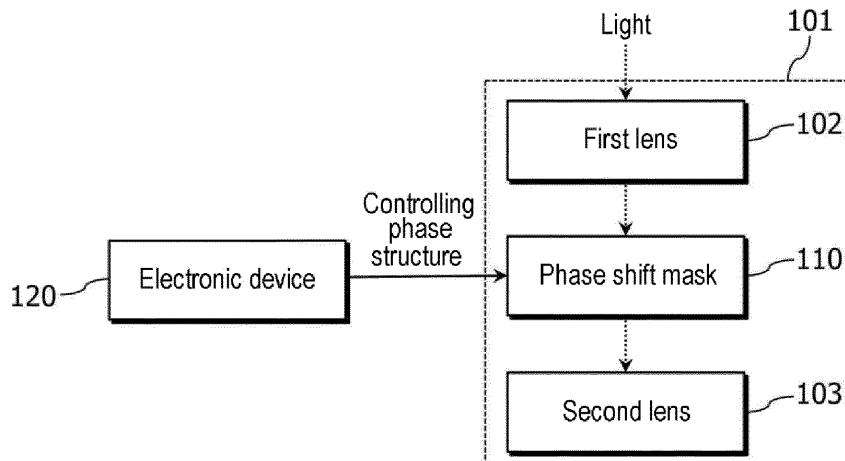 Light
101
First lens
102
Controlling
phase
structure
Electronic device
120
Phase shift mask
110
Second lens
103